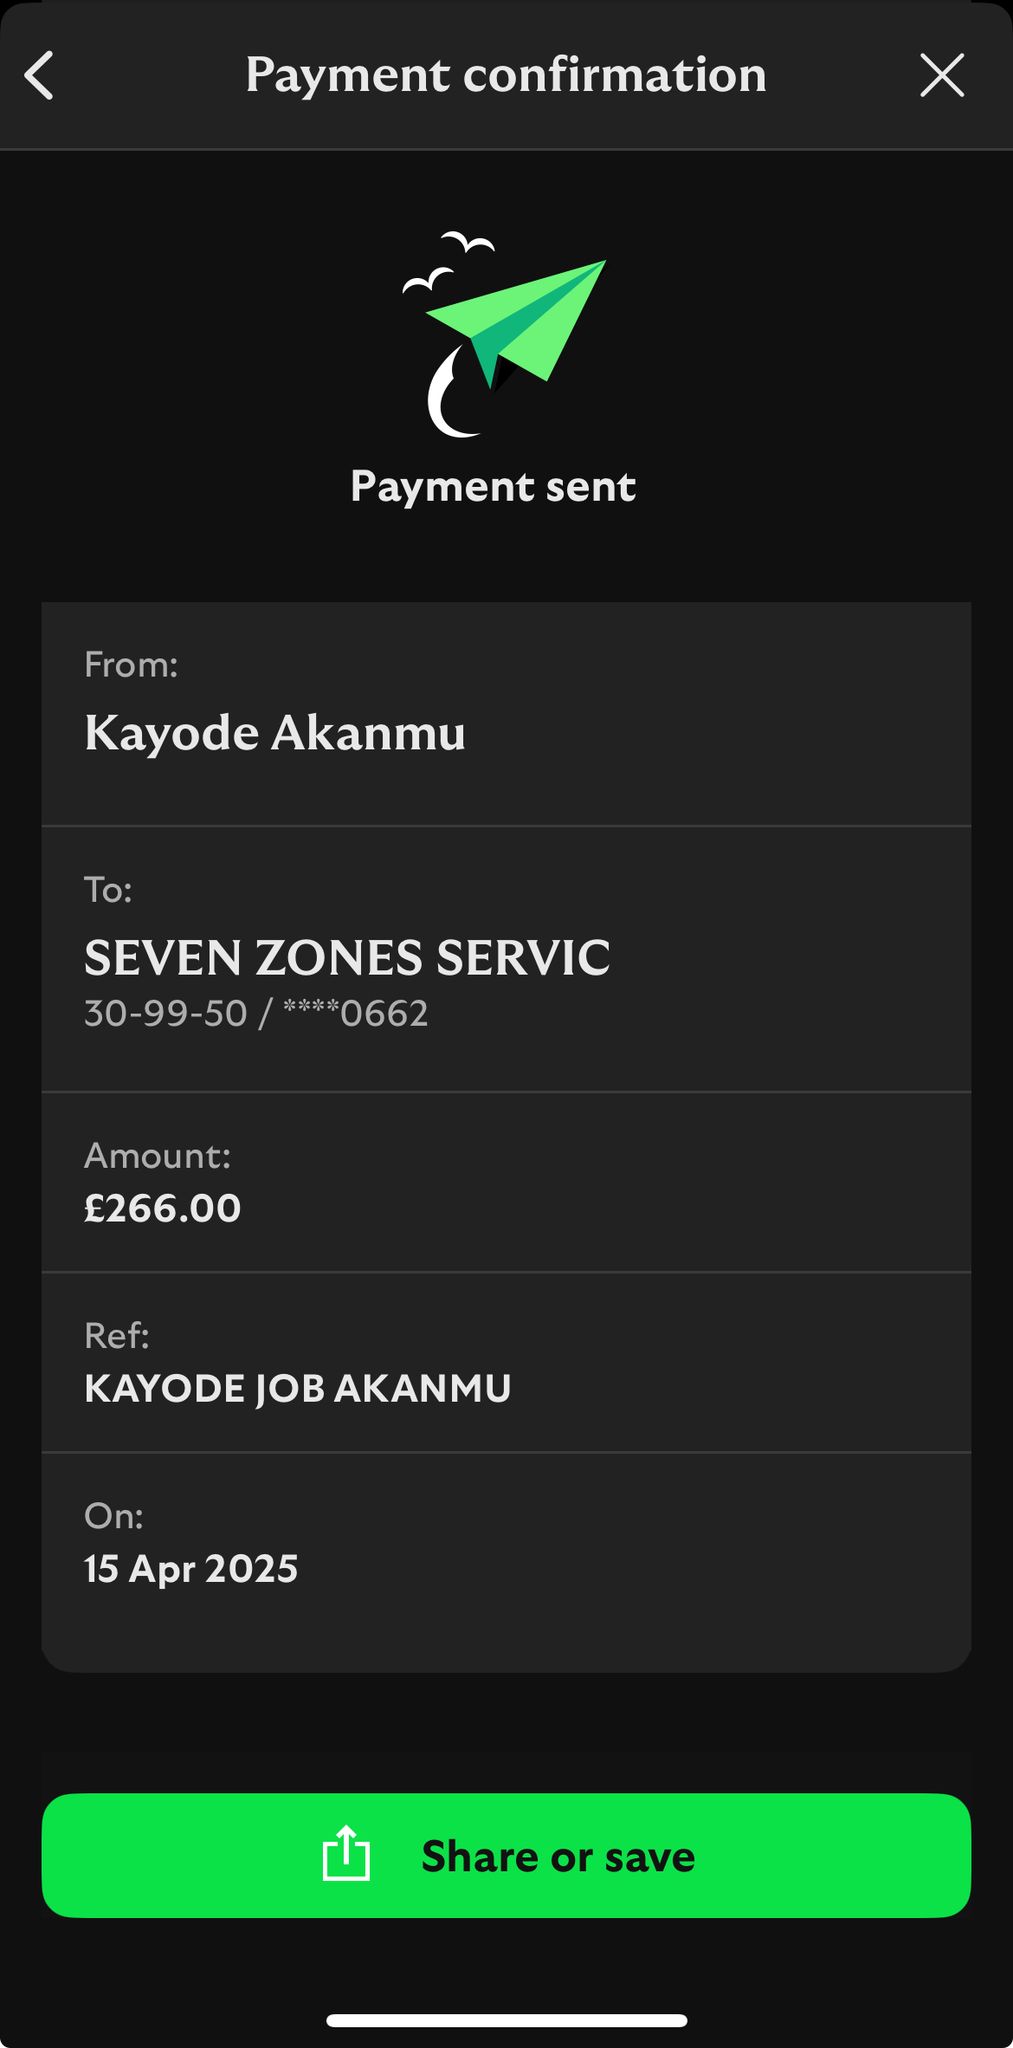 Payment confirmation
Payment sent
From:
Kayode Akanmu
To:
SEVEN ZONES SERVIC
30-99-50 / ****0662
Amount:
£266.00
Ref:
KAYODE JOB AKANMU
On:
15 Apr 2025
Share or save